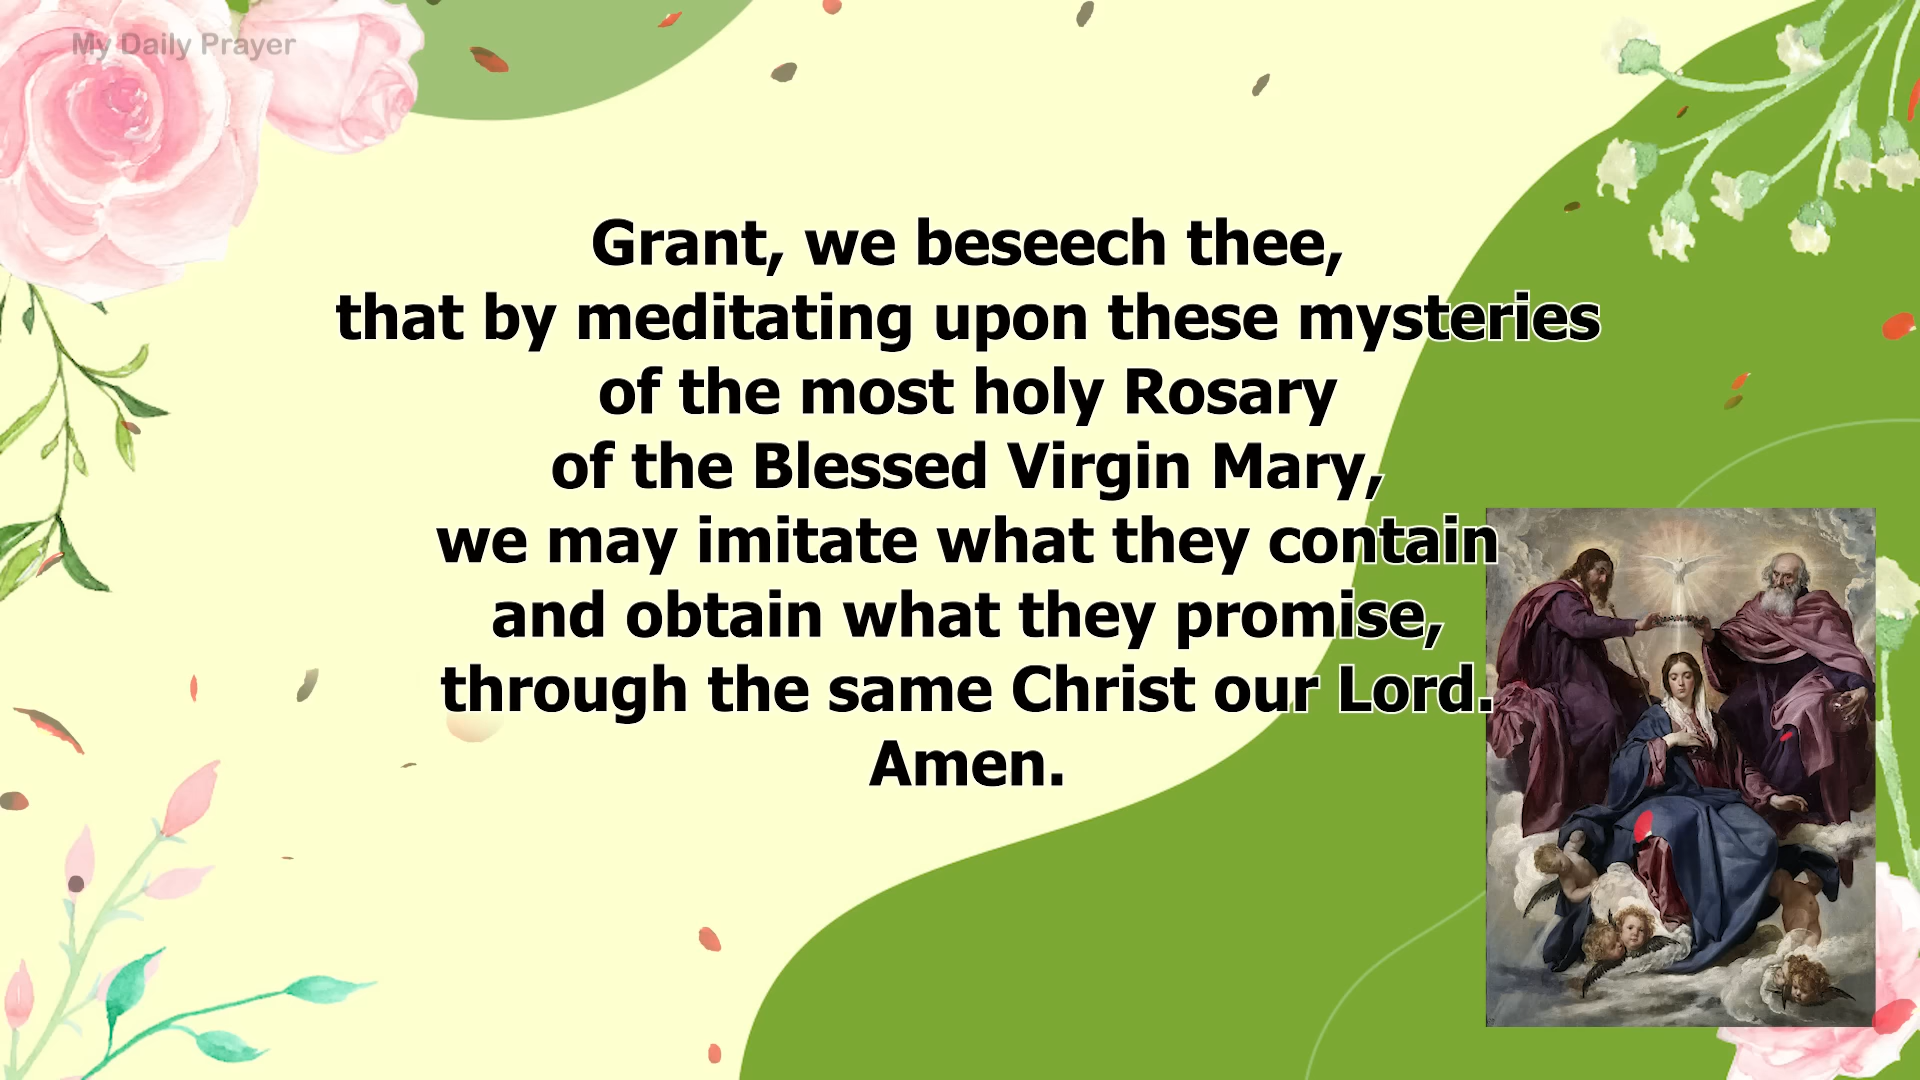 My Daily Prayer
Grant, we beseech thee,
that by meditating upon these mysteries
of the most holy Rosary
of the Blessed Virgin Mary,
we may imitate what they contain
and obtain what they promise,
through the same Christ our Lord.
Amen.